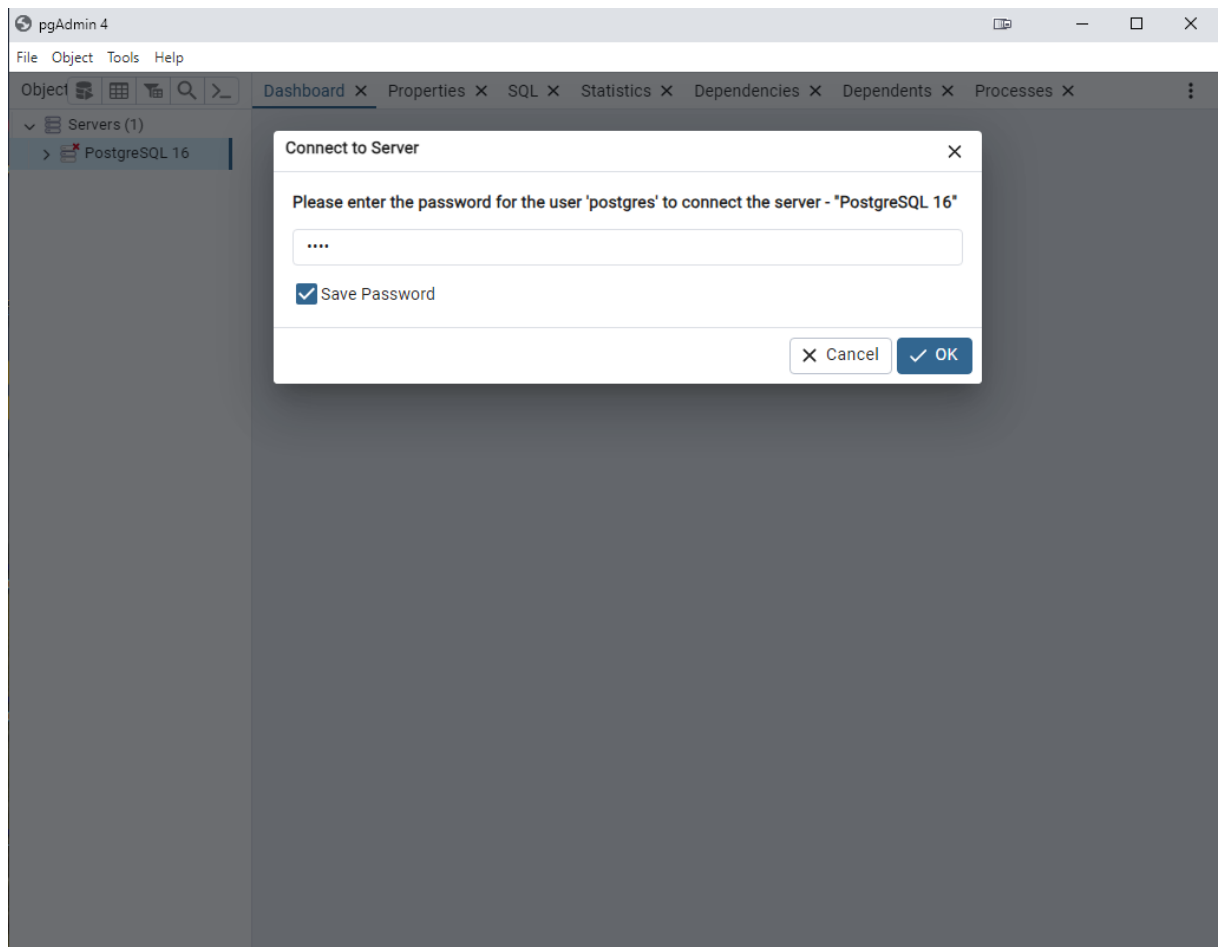 pgAdmin 4
File Object Tools Help
Object
Dashboard Properties SQL Statistics Dependencies Dependents Processes
Servers (1)
PostgreSQL 16
Connect to Server
Please enter the password for the user 'postgres' to connect the server - "PostgreSQL 16"
••••
Save Password
Cancel OK